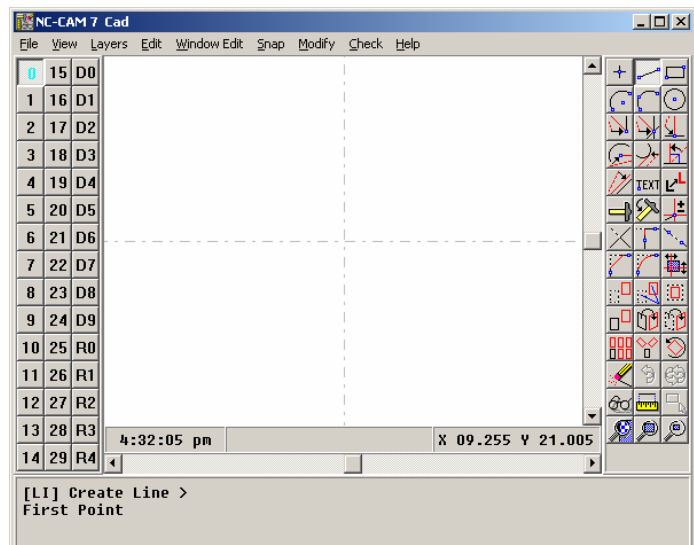 NC-CAM 7 Cad
File View Layers Edit Window Edit Snap Modify Check Help
0 15 D0
1 16 D1
2 17 D2
3 18 D3
4 19 D4 TEXT
5 20 D5
6 21 D6
7 22 D7
8 23 D8
9 24 D9
10 25 R0
11 26 R1
12 27 R2
13 28 R3
4:32:05 pm X 09.255 Y 21.005
14 29 R4
[LI] Create Line >
First Point